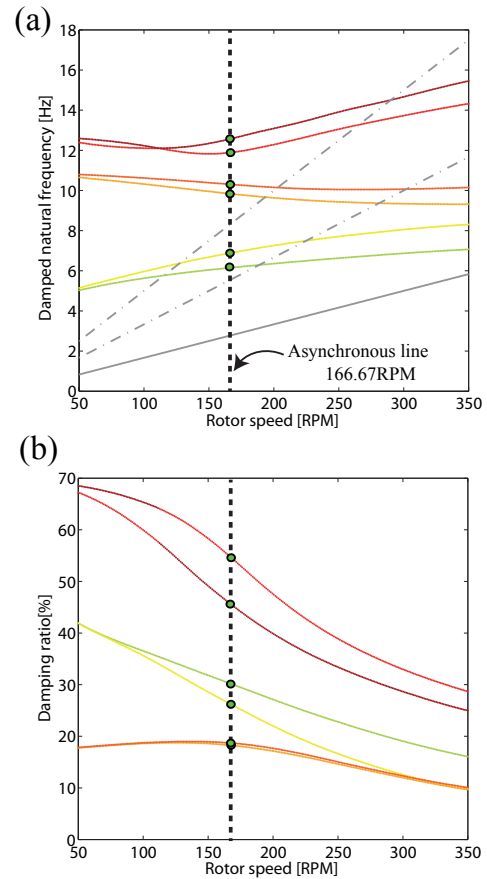 (a)
18
16
14
12
10
8
6
4
2
0
Damped natural frequency [Hz]
Asynchronous line
166.67RPM
50 100 150 200 250 300 350
Rotor speed [RPM]
(b)
70
60
50
40
30
20
10
0
Damping ratio[%]
50 100 150 200 250 300 350
Rotor speed [RPM]